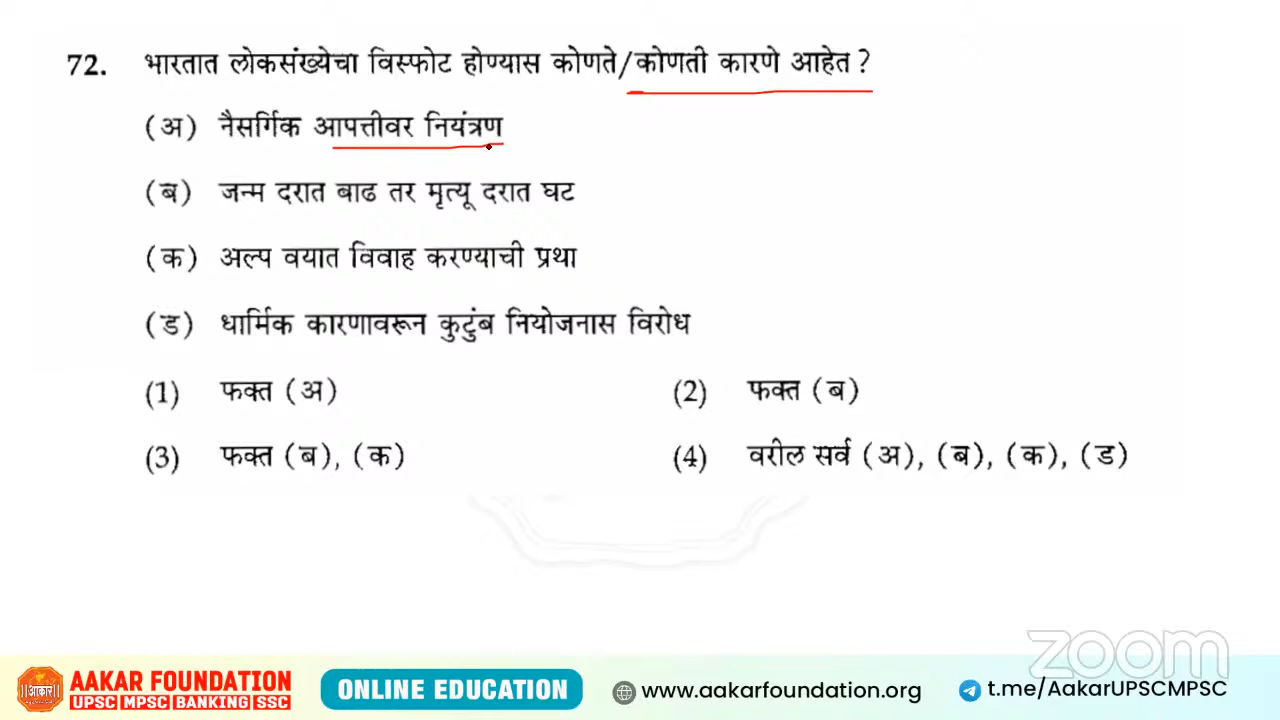 72. भारतात लोकसंख्येचा विस्फोट होण्यास कोणते/कोणती कारणे आहेत ?
(अ) नैसर्गिक आपत्तीवर नियंत्रण
(ब) जन्म दरात बाढ तर मृत्यू दरात घट
(क) अल्प वयात विवाह करण्याची प्रथा
(ड) धार्मिक कारणावरून कुटुंब नियोजनास विरोध
(1) फक्त (अ) (2) फक्त (ब)
(3) फक्त (ब), (क) (4) वरील सर्व (अ), (ब), (क), (ड)
zoom
॥आकार॥
AAKAR FOUNDATION
UPSC MPSC BANKING SSC
ONLINE EDUCATION
www.aakarfoundation.org
t.me/AakarUPSCMPSC